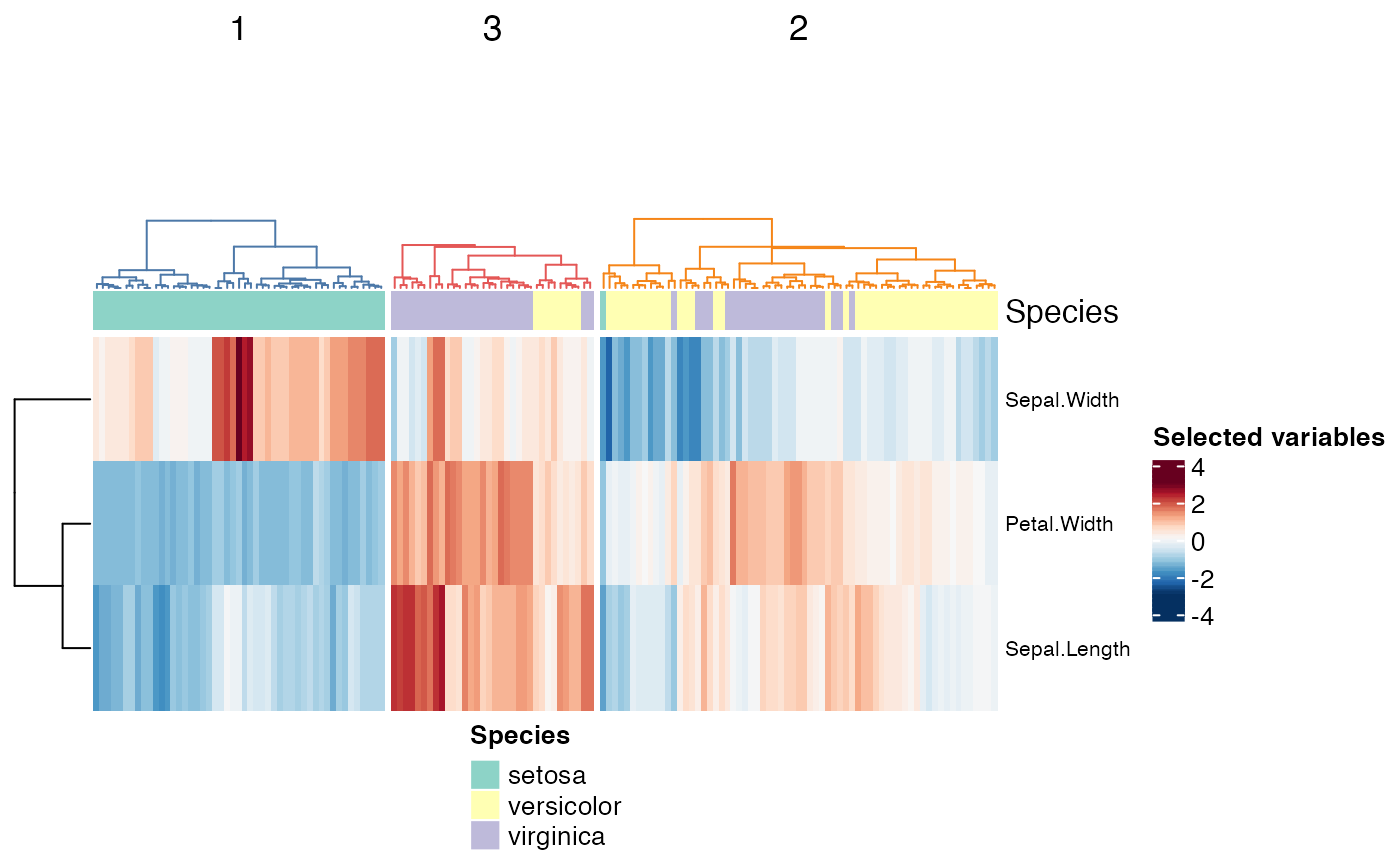 1 3 2
Species
Sepal.Width
Petal.Width
Sepal.Length
Selected variables
4
2
0
-2
-4
Species
setosa
versicolor
virginica